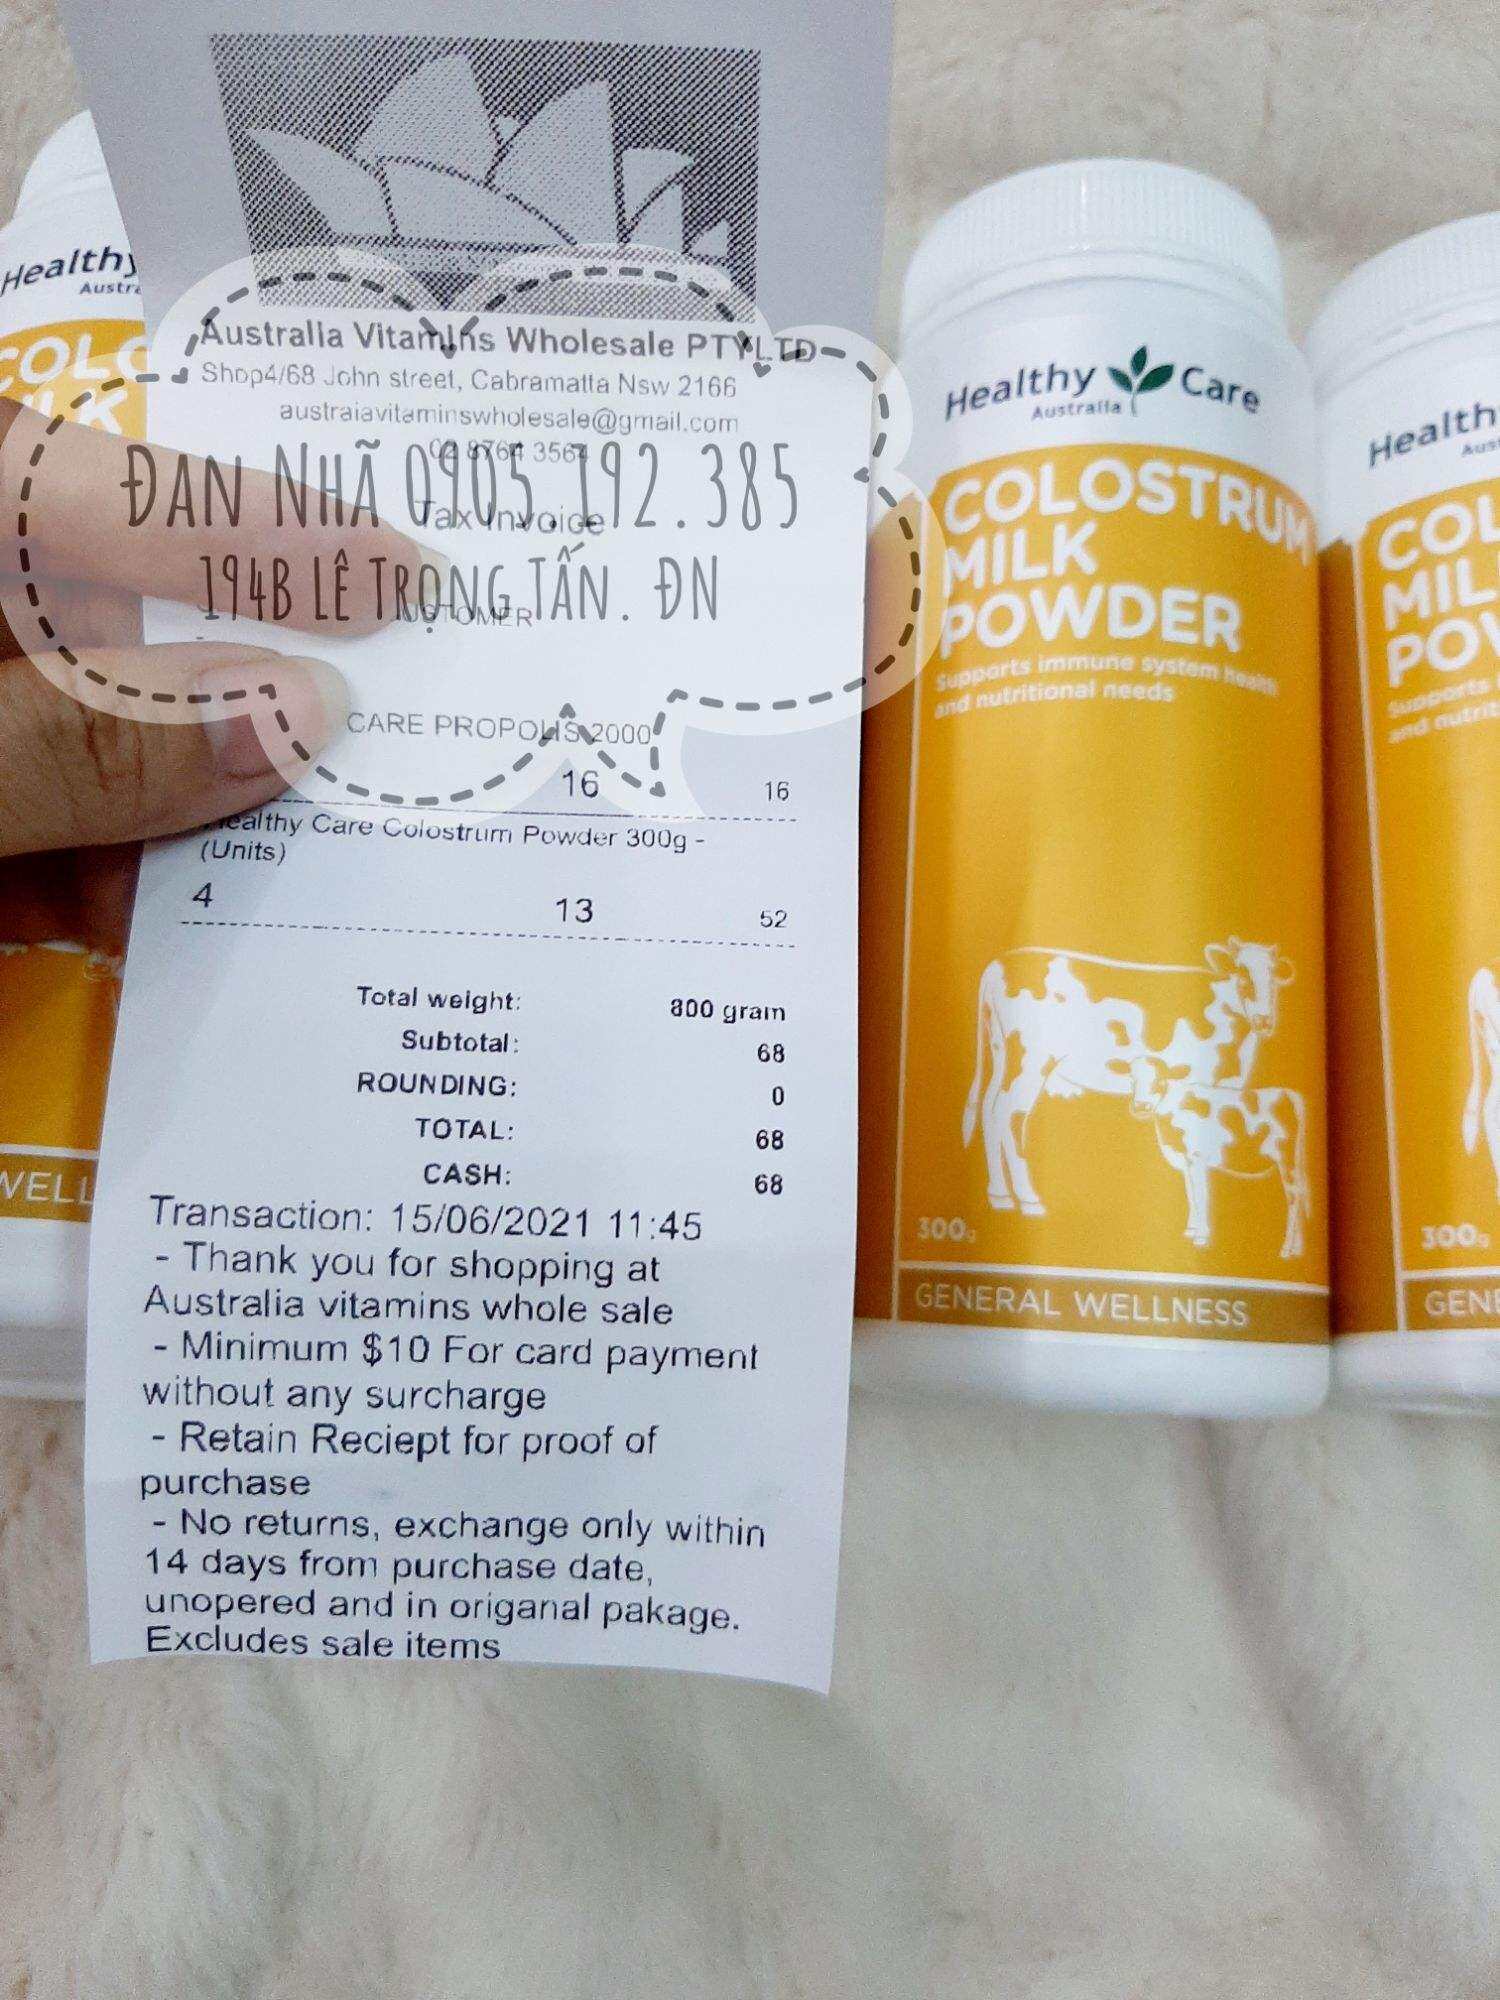 Australia Vitamins Wholesale PTYLTD
Shop4/68 John street, Cabramatta Nsw 2166
austraiavitaminswholesale@gmail.com
02 8764 3564
ĐAN NHÃ 0905.192.385
Tax Invoice
194B LÊ TRỌNG TẤN. ĐN
CARE PROPOLIS 2000
16 16
Healthy Care Colostrum Powder 300g -
(Units)
4 13 52
Total weight: 800 gram
Subtotal: 68
ROUNDING: 0
TOTAL: 68
CASH: 68
Transaction: 15/06/2021 11:45
- Thank you for shopping at
Australia vitamins whole sale
- Minimum $10 For card payment
without any surcharge
- Retain Reciept for proof of
purchase
- No returns, exchange only within
14 days from purchase date,
unopered and in origanal pakage.
Excludes sale items
Healthy Care
Australia
COLOSTRUM
MILK
POWDER
Supports immune system health
and nutritional needs
300g
GENERAL WELLNESS
Healthy
300g